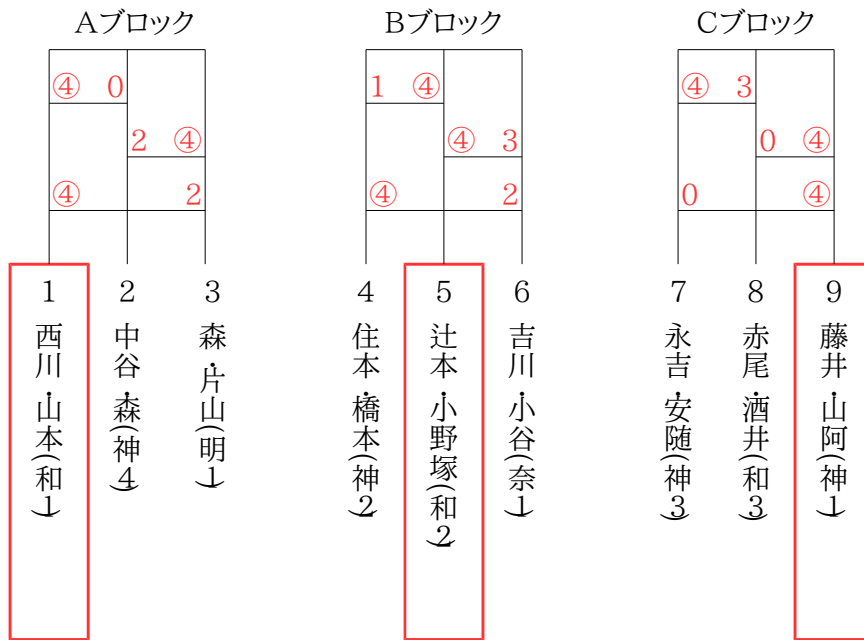 Aブロック
④ 0
2 ④
④ 2
1 西川・山本(和1)
2 中谷・森(神4)
3 森・片山(明1)
Bブロック
1 ④
④ 3
④ 2
4 住本・橋本(神2)
5 辻本・小野塚(和2)
6 吉川・小谷(奈1)
Cブロック
④ 3
0 ④
0 ④
7 永吉・安随(神3)
8 赤尾・酒井(和3)
9 藤井・山阿(神1)